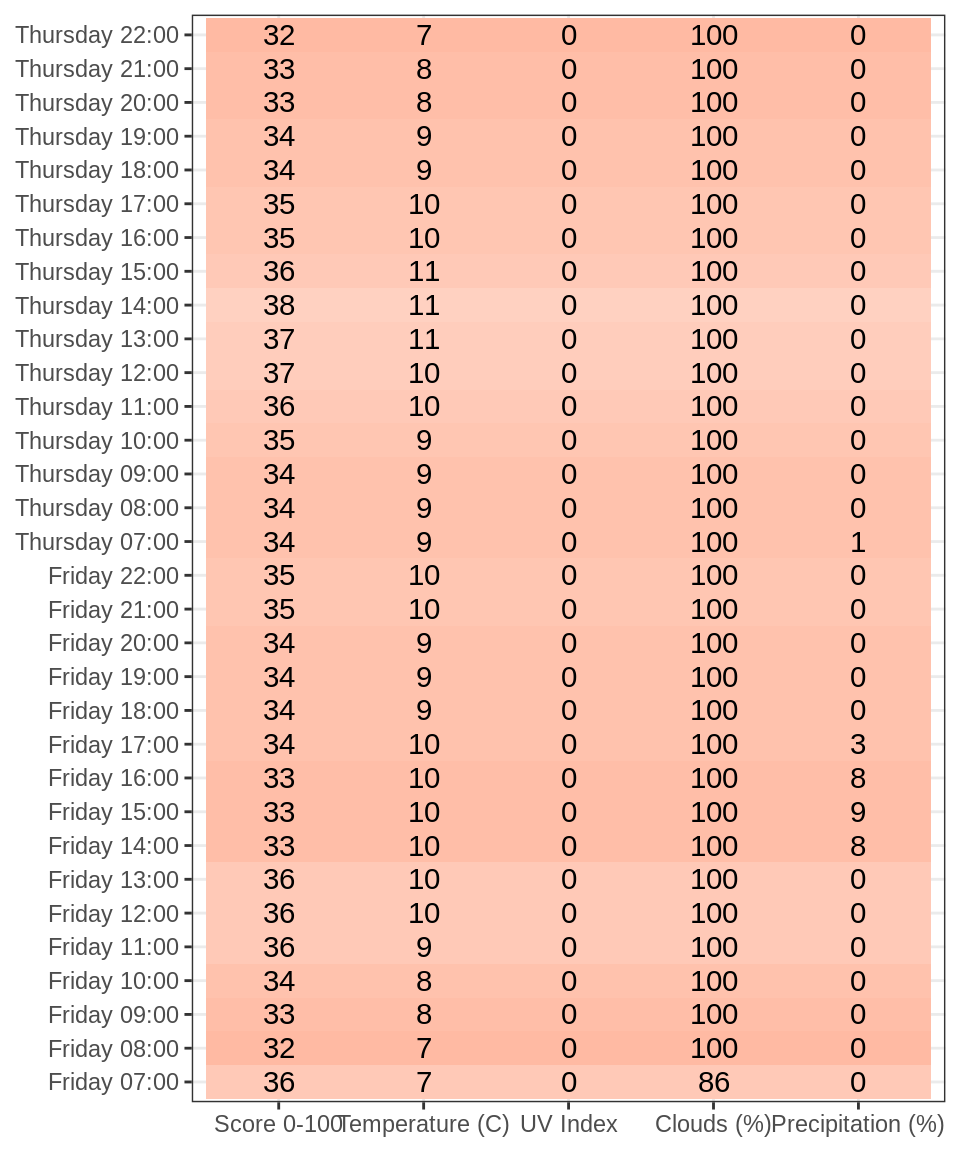 Thursday 22:00 32 7 0 100 0
Thursday 21:00 33 8 0 100 0
Thursday 20:00 33 8 0 100 0
Thursday 19:00 34 9 0 100 0
Thursday 18:00 34 9 0 100 0
Thursday 17:00 35 10 0 100 0
Thursday 16:00 35 10 0 100 0
Thursday 15:00 36 11 0 100 0
Thursday 14:00 38 11 0 100 0
Thursday 13:00 37 11 0 100 0
Thursday 12:00 37 10 0 100 0
Thursday 11:00 36 10 0 100 0
Thursday 10:00 35 9 0 100 0
Thursday 09:00 34 9 0 100 0
Thursday 08:00 34 9 0 100 0
Thursday 07:00 34 9 0 100 1
Friday 22:00 35 10 0 100 0
Friday 21:00 35 10 0 100 0
Friday 20:00 34 9 0 100 0
Friday 19:00 34 9 0 100 0
Friday 18:00 34 9 0 100 0
Friday 17:00 34 10 0 100 3
Friday 16:00 33 10 0 100 8
Friday 15:00 33 10 0 100 9
Friday 14:00 33 10 0 100 8
Friday 13:00 36 10 0 100 0
Friday 12:00 36 10 0 100 0
Friday 11:00 36 9 0 100 0
Friday 10:00 34 8 0 100 0
Friday 09:00 33 8 0 100 0
Friday 08:00 32 7 0 100 0
Friday 07:00 36 7 0 86 0
Score 0-100 Temperature (C) UV Index Clouds (%) Precipitation (%)